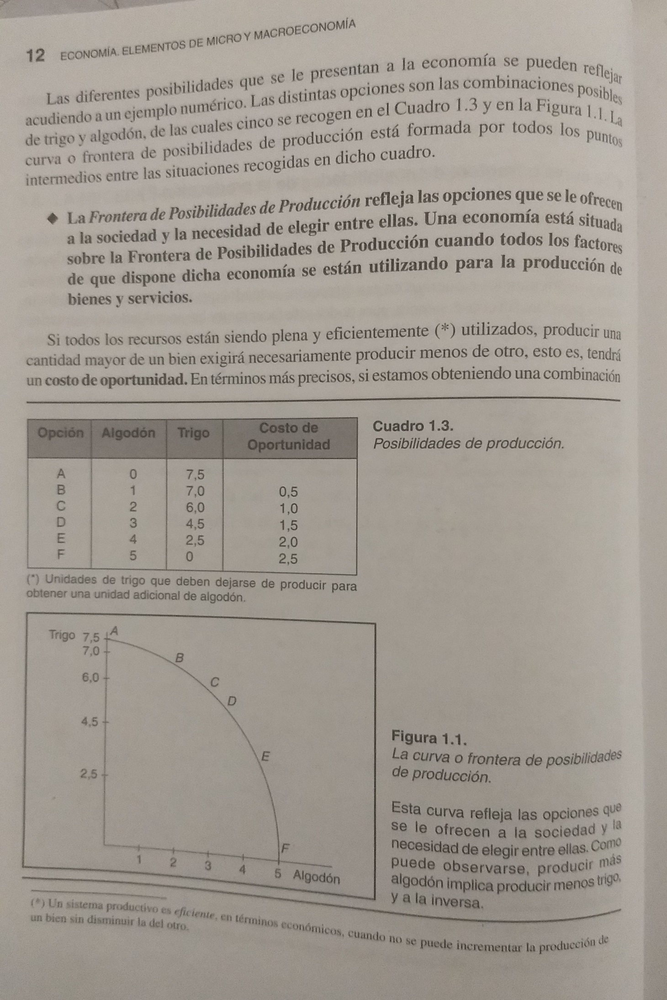 12 ECONOMÍA. ELEMENTOS DE MICRO Y MACROECONOMÍA
Las diferentes posibilidades que se le presentan a la economía se pueden reflejar
acudiendo a un ejemplo numérico. Las distintas opciones son las combinaciones posibles
de trigo y algodón, de las cuales cinco se recogen en el Cuadro 1.3 y en la Figura 1.1. La
curva o frontera de posibilidades de producción está formada por todos los puntos
intermedios entre las situaciones recogidas en dicho cuadro.
◆ La Frontera de Posibilidades de Producción refleja las opciones que se le ofrecen
a la sociedad y la necesidad de elegir entre ellas. Una economía está situada
sobre la Frontera de Posibilidades de Producción cuando todos los factores
de que dispone dicha economía se están utilizando para la producción de
bienes y servicios.
Si todos los recursos están siendo plena y eficientemente (*) utilizados, producir una
cantidad mayor de un bien exigirá necesariamente producir menos de otro, esto es, tendrá
un costo de oportunidad. En términos más precisos, si estamos obteniendo una combinación
Opción Algodón Trigo Costo de
Oportunidad
A 0 7,5
B 1 7,0 0,5
C 2 6,0 1,0
D 3 4,5 1,5
E 4 2,5 2,0
F 5 0 2,5
(*) Unidades de trigo que deben dejarse de producir para
obtener una unidad adicional de algodón.
Cuadro 1.3.
Posibilidades de producción.
Trigo 7,5 A
7,0
B
6,0
C
D
4,5
E
2,5
F
1 2 3 4 5 Algodón
Figura 1.1.
La curva o frontera de posibilidades
de producción.
Esta curva refleja las opciones que
se le ofrecen a la sociedad y la
necesidad de elegir entre ellas. Como
puede observarse, producir más
algodón implica producir menos trigo,
y a la inversa.
(*) Un sistema productivo es eficiente, en términos económicos, cuando no se puede incrementar la producción de
un bien sin disminuir la del otro.